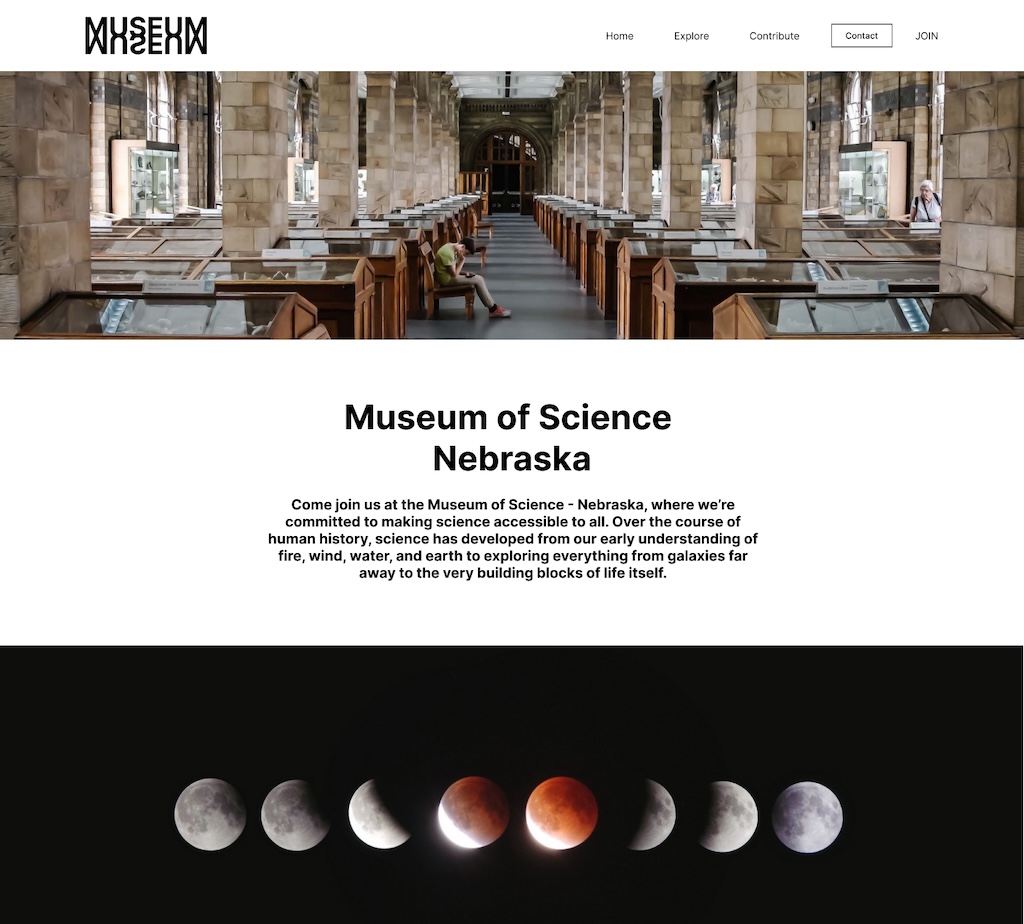 MUSEUM
MUSEUM
Home
Explore
Contribute
Contact
JOIN
Museum of Science
Nebraska
Come join us at the Museum of Science - Nebraska, where we’re
committed to making science accessible to all. Over the course of
human history, science has developed from our early understanding of
fire, wind, water, and earth to exploring everything from galaxies far
away to the very building blocks of life itself.